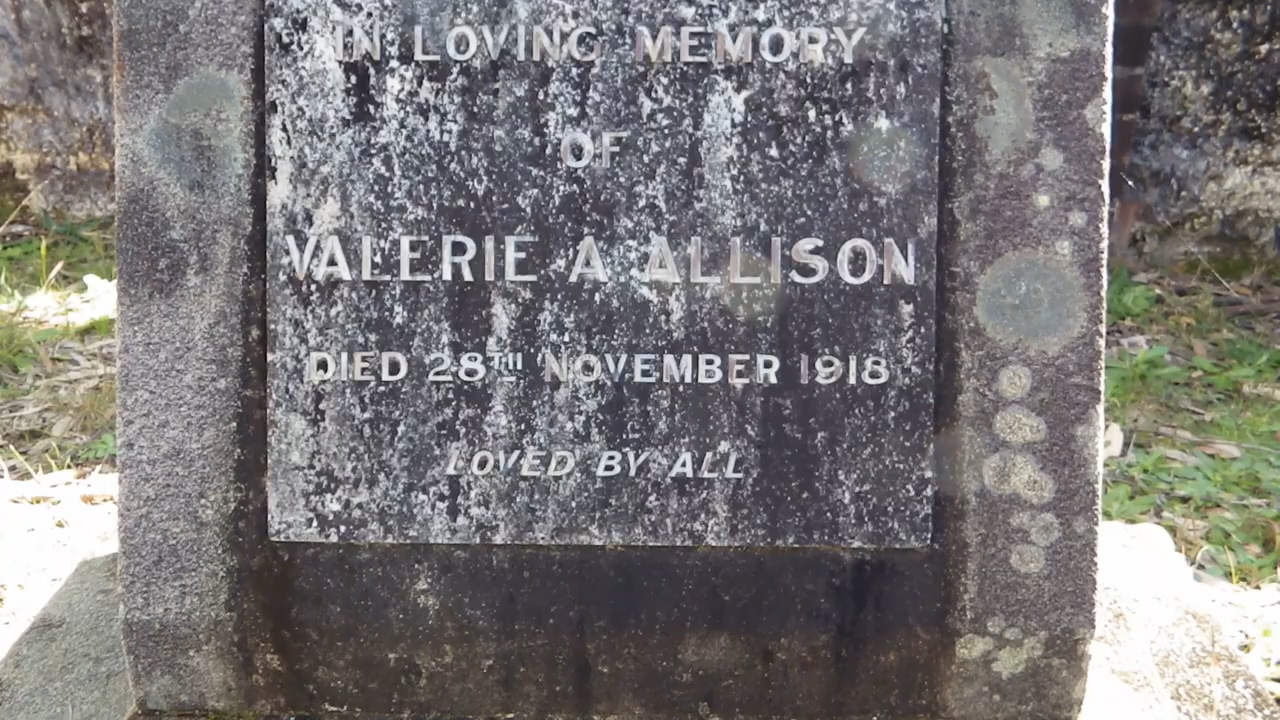 IN LOVING MEMORY
OF
VALERIE A ALLISON
DIED 28TH NOVEMBER 1918
LOVED BY ALL